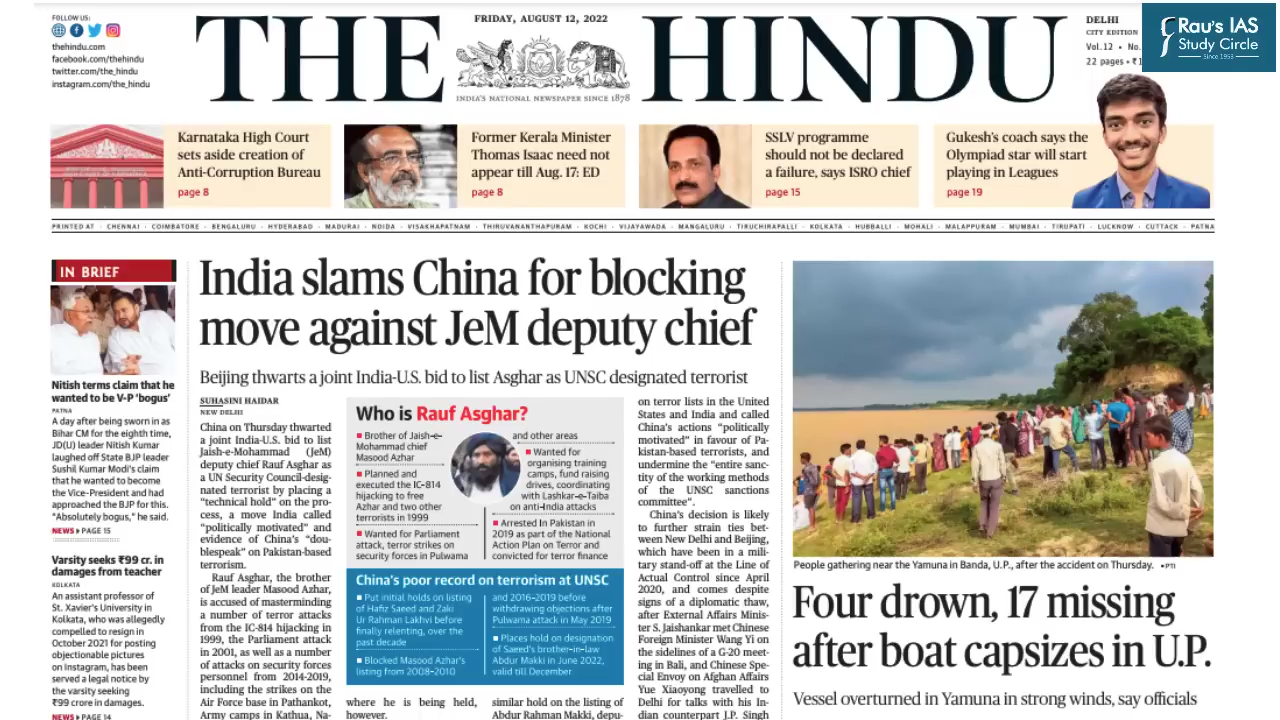 FOLLOW US:
thehindu.com
facebook.com/thehindu
twitter.com/the_hindu
instagram.com/the_hindu
THE HINDU
FRIDAY, AUGUST 12, 2022
INDIA'S NATIONAL NEWSPAPER SINCE 1878
DELHI
CITY EDITION
Vol.12 • No.
22 pages • ₹1
Rau's IAS
Study Circle
Since 1953
Karnataka High Court
sets aside creation of
Anti-Corruption Bureau
page 8
Former Kerala Minister
Thomas Isaac need not
appear till Aug. 17: ED
page 8
SSLV programme
should not be declared
a failure, says ISRO chief
page 15
Gukesh's coach says the
Olympiad star will start
playing in Leagues
page 19
PRINTED AT · CHENNAI · COIMBATORE · BENGALURU · HYDERABAD · MADURAI · NOIDA · VISAKHAPATNAM · THIRUVANANTHAPURAM · KOCHI · VIJAYAWADA · MANGALURU · TIRUCHIRAPALLI · KOLKATA · HUBBALLI · MOHALI · MALAPPURAM · MUMBAI · TIRUPATI · LUCKNOW · CUTTACK · PATNA
IN BRIEF
Nitish terms claim that he
wanted to be V-P 'bogus'
PATNA
A day after being sworn in as
Bihar CM for the eighth time,
JD(U) leader Nitish Kumar
laughed off State BJP leader
Sushil Kumar Modi's claim
that he wanted to become
the Vice-President and had
approached the BJP for this.
"Absolutely bogus," he said.
NEWS PAGE 15
Varsity seeks ₹99 cr. in
damages from teacher
KOLKATA
An assistant professor of
St. Xavier's University in
Kolkata, who was allegedly
compelled to resign in
October 2021 for posting
objectionable pictures
on Instagram, has been
served a legal notice by
the varsity seeking
₹99 crore in damages.
NEWS PAGE 14
India slams China for blocking
move against JeM deputy chief
Beijing thwarts a joint India-U.S. bid to list Asghar as UNSC designated terrorist
SUHASINI HAIDAR
NEW DELHI
China on Thursday thwarted
a joint India-U.S. bid to list
Jaish-e-Mohammad (JeM)
deputy chief Rauf Asghar as
a UN Security Council-desig-
nated terrorist by placing a
"technical hold" on the pro-
cess, a move India called
"politically motivated" and
evidence of China's "dou-
blespeak" on Pakistan-based
terrorism.
Rauf Asghar, the brother
of JeM leader Masood Azhar,
is accused of masterminding
a number of terror attacks
from the IC-814 hijacking in
1999, the Parliament attack
in 2001, as well as a number
of attacks on security forces
personnel from 2014-2019,
including the strikes on the
Air Force base in Pathankot,
Army camps in Kathua, Na-
Who is Rauf Asghar?
Brother of Jaish-e-
Mohammad chief
Masood Azhar
Planned and
executed the IC-814
hijacking to free
Azhar and two other
terrorists in 1999
Wanted for Parliament
attack, terror strikes on
security forces in Pulwama
and other areas
Wanted for
organising training
camps, fund raising
drives, coordinating
with Lashkar-e-Taiba
on anti-India attacks
Arrested In Pakistan in
2019 as part of the National
Action Plan on Terror and
convicted for terror finance
China's poor record on terrorism at UNSC
Put initial holds on listing
of Hafiz Saeed and Zaki
Ur Rahman Lakhvi before
finally relenting, over the
past decade
Blocked Masood Azhar's
listing from 2008-2010
and 2016-2019 before
withdrawing objections after
Pulwama attack in May 2019
Places hold on designation
of Saeed's brother-in-law
Abdur Makki in June 2022,
valid till December
where he is being held,
however.
similar hold on the listing of
Abdur Rahman Makki, depu-
on terror lists in the United
States and India and called
China's actions "politically
motivated" in favour of Pa-
kistan-based terrorists, and
undermine the "entire sanc-
tity of the working methods
of the UNSC sanctions
committee".
China's decision is likely
to further strain ties bet-
ween New Delhi and Beijing,
which have been in a mili-
tary stand-off at the Line of
Actual Control since April
2020, and comes despite
signs of a diplomatic thaw,
after External Affairs Minis-
ter S. Jaishankar met Chinese
Foreign Minister Wang Yi on
the sidelines of a G-20 meet-
ing in Bali, and Chinese Spe-
cial Envoy on Afghan Affairs
Yue Xiaoyong travelled to
Delhi for talks with his In-
dian counterpart J.P. Singh
People gathering near the Yamuna in Banda, U.P., after the accident on Thursday. •PTI
Four drown, 17 missing
after boat capsizes in U.P.
Vessel overturned in Yamuna in strong winds, say officials